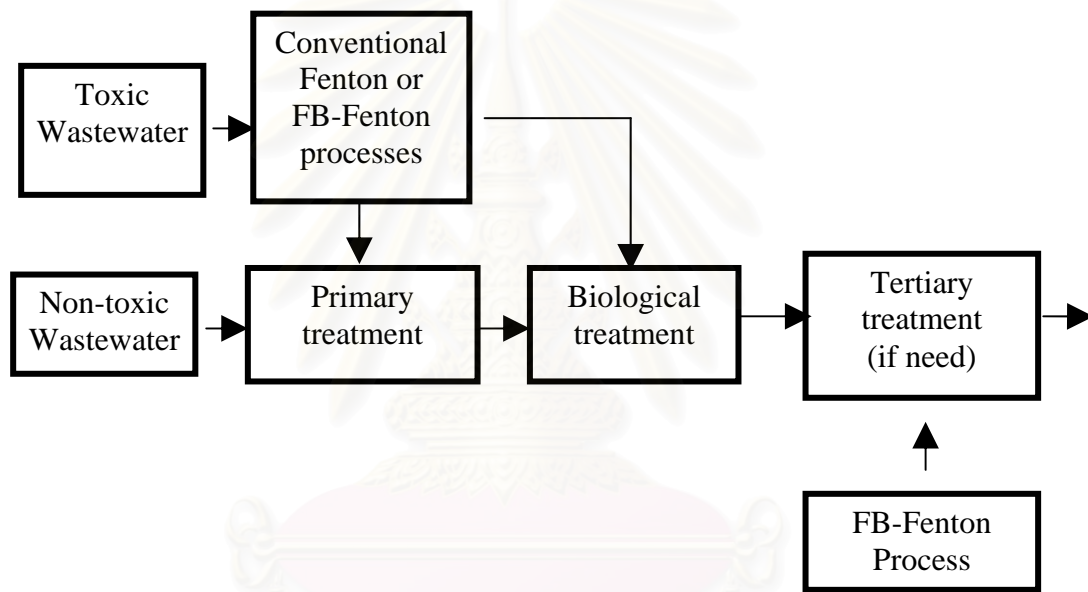 Toxic
Wastewater
Conventional
Fenton or
FB-Fenton
processes
Non-toxic
Wastewater
Primary
treatment
Biological
treatment
Tertiary
treatment
(if need)
FB-Fenton
Process